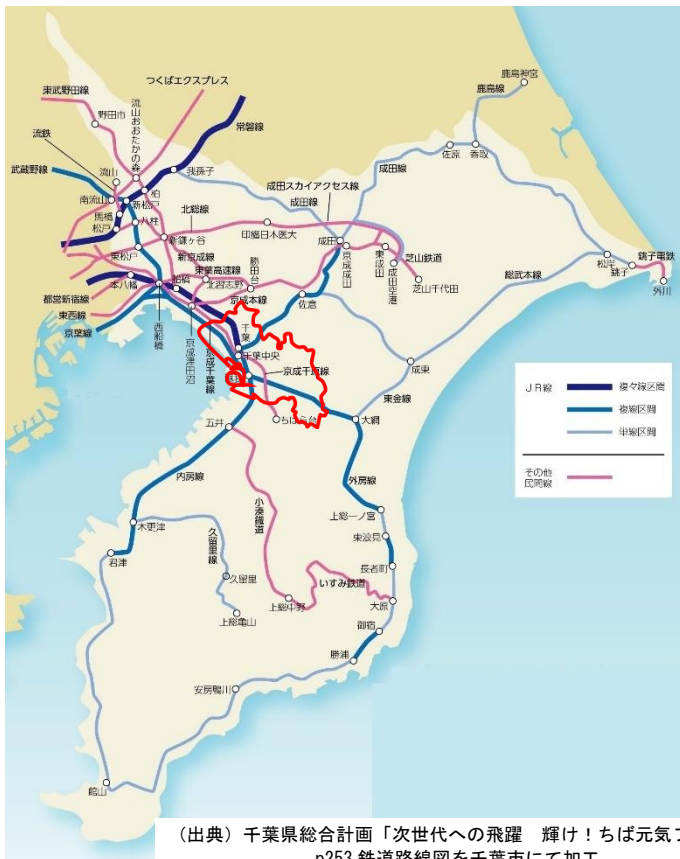 つくばエクスプレス
鹿島神宮
東武野田線
鹿島線
流山おおたかの森
野田市
常磐線
流鉄
武蔵野線
流山
我孫子
佐原
香取
成田線
柏
成田スカイアクセス線
南流山
新松戸
成田線
馬橋
八柱
北総線
松戸
印旛日本医大
新鎌ヶ谷
成田
東松戸
新京成線
勝田台
京成成田
東成田
成田空港
芝山鉄道
松岸
銚子電鉄
東葉高速線
銚子
船橋
北習志野
芝山千代田
総武本線
本八幡
外川
都営新宿線
京成本線
佐倉
東西線
京葉線
西船橋
京成津田沼
京成千葉線
千葉
千葉中央
京成千原線
成東
蘇我
東金線
ちはら台
大網
五井
内房線
外房線
小湊鐵道
上総一ノ宮
木更津
久留里線
東浪見
君津
長者町
久留里
いすみ鉄道
上総中野
大原
上総亀山
御宿
勝浦
安房鴨川
館山
JR線
複々線区間
複線区間
単線区間
その他
民間線
（出典）千葉県総合計画「次世代への飛躍 輝け！ちば元気プ
p253 鉄道路線図を千葉市にて加工